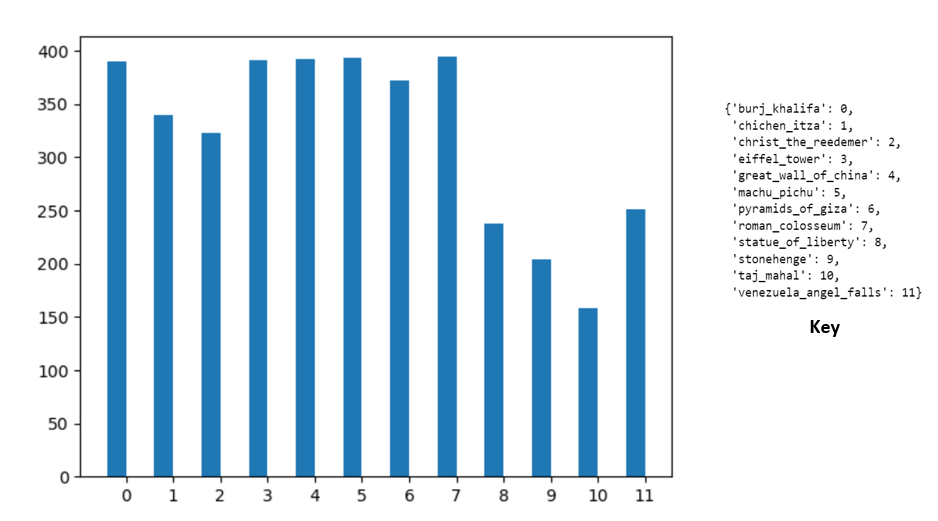 400
350
300
250
200
150
100
50
0
0 1 2 3 4 5 6 7 8 9 10 11
{'burj_khalifa': 0,
'chichen_itza': 1,
'christ_the_reedemer': 2,
'eiffel_tower': 3,
'great_wall_of_china': 4,
'machu_pichu': 5,
'pyramids_of_giza': 6,
'roman_colosseum': 7,
'statue_of_liberty': 8,
'stonehenge': 9,
'taj_mahal': 10,
'venezuela_angel_falls': 11}
Key